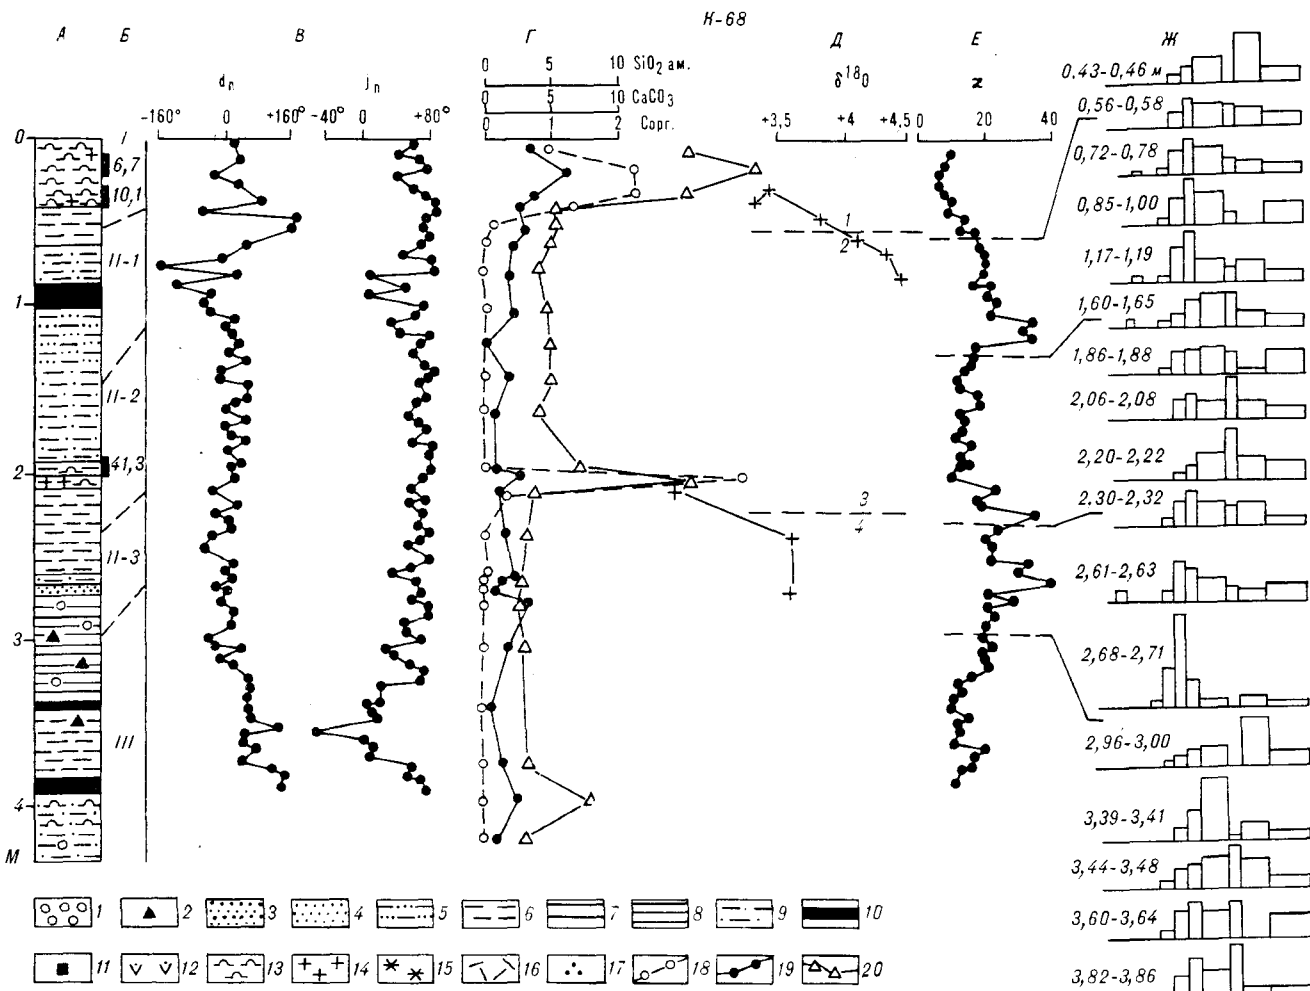 К-68
А Б В Г Д Е Ж
dn Jn δ18O ϰ
0 5 10 SiO2 ам.
0 5 10 CaCO3
0 1 2 Сорг.
-160° 0 +160° -40° 0 +80°
+3,5 +4 +4,5
0 20 40
0
1
2
3
4
М
I
6,7
10,1
II-1
II-2
41,3
II-3
III
1
2
3
4
0,43-0,46 м
0,56-0,58
0,72-0,78
0,85-1,00
1,17-1,19
1,60-1,65
1,86-1,88
2,06-2,08
2,20-2,22
2.30-2,32
2,61-2,63
2,68-2,71
2,96-3,00
3,39-3,41
3,44-3,48
3,60-3,64
3,82-3,86
1 2 3 4 5 6 7 8 9 10
11 12 13 14 15 16 17 18 19 20